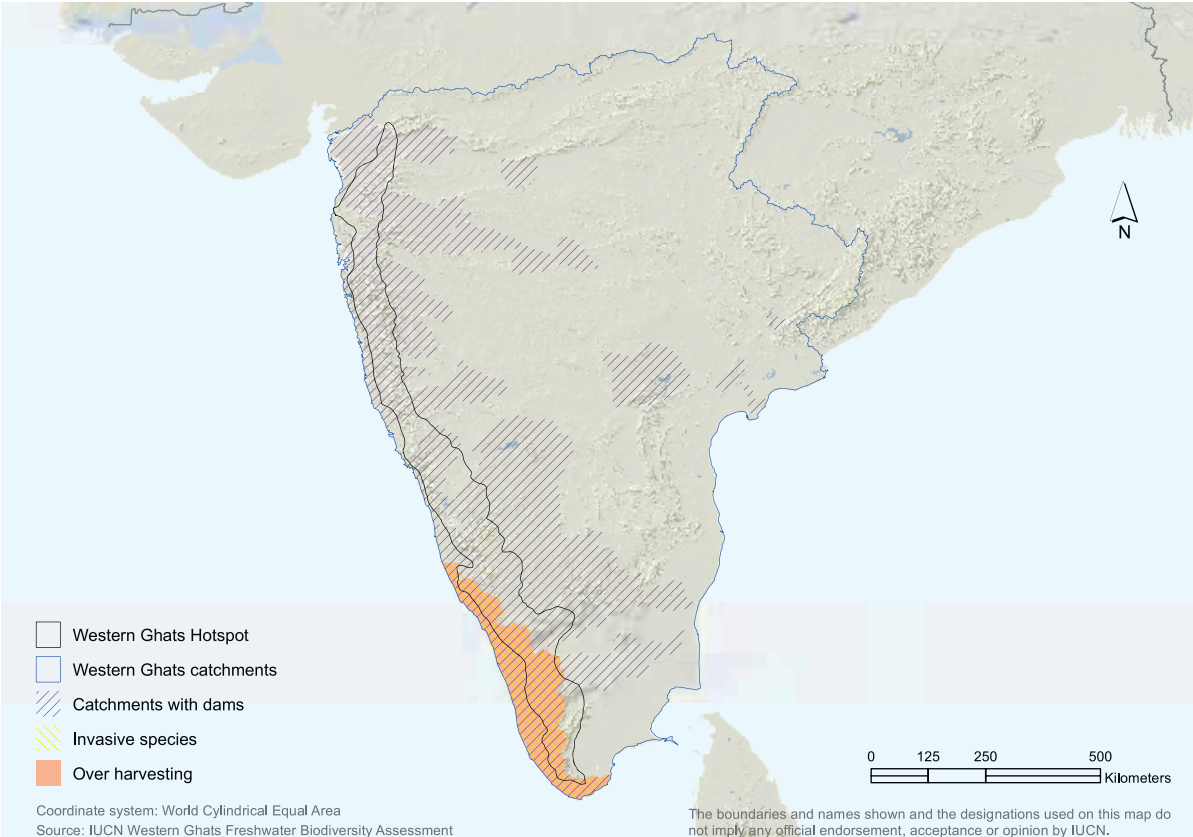 N
Western Ghats Hotspot
Western Ghats catchments
Catchments with dams
Invasive species
Over harvesting
0 125 250 500
Kilometers
Coordinate system: World Cylindrical Equal Area
Source: IUCN Western Ghats Freshwater Biodiversity Assessment
The boundaries and names shown and the designations used on this map do
not imply any official endorsement, acceptance or opinion by IUCN.